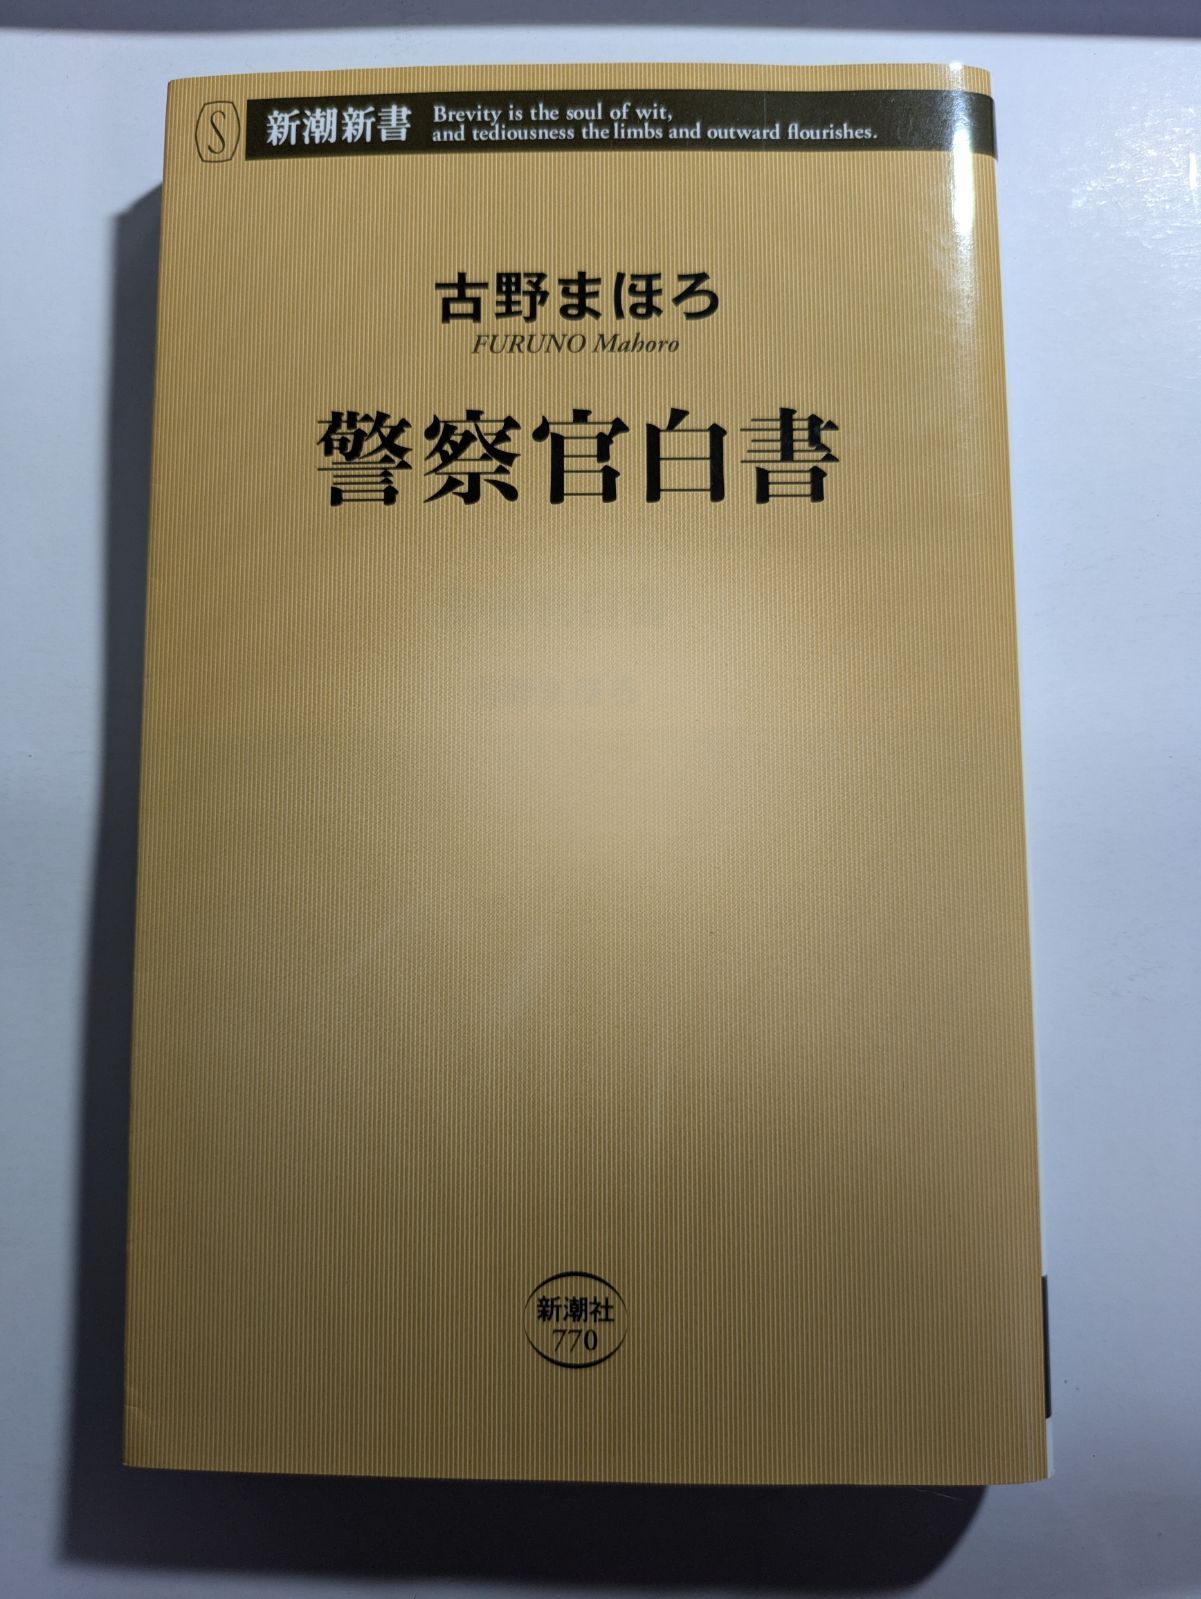 S
新潮新書
Brevity is the soul of wit,
and tediousness the limbs and outward flourishes.
古野まほろ
FURUNO Mahoro
警察官白書
新潮社
770